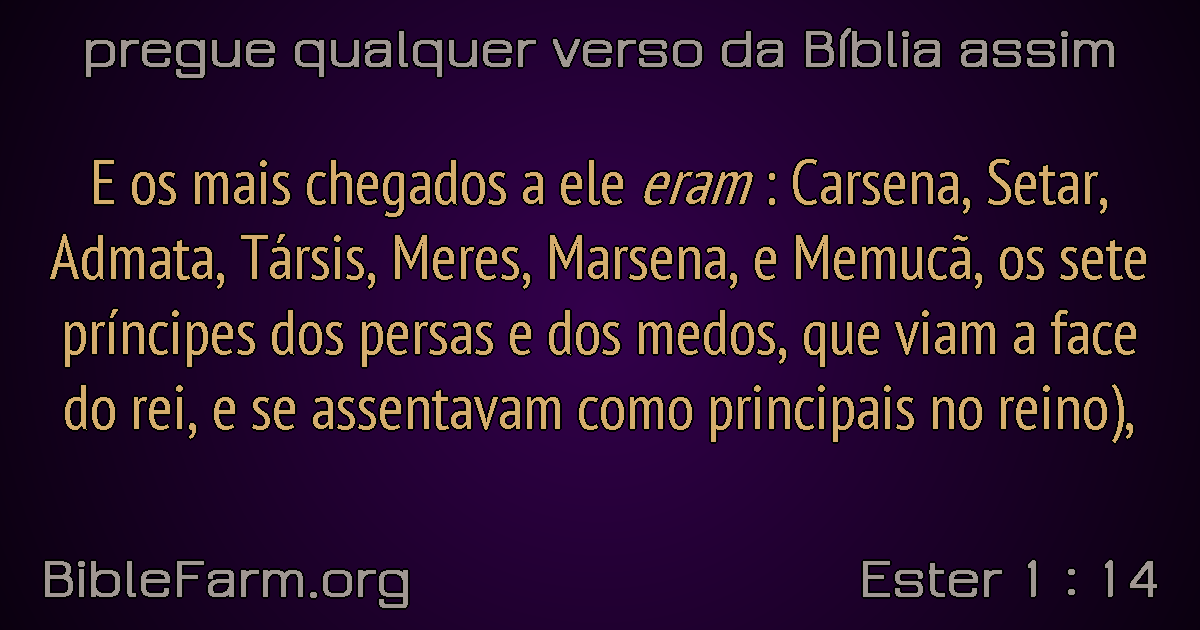 pregue qualquer verso da Bíblia assim
E os mais chegados a ele eram : Carsena, Setar,
Admata, Társis, Meres, Marsena, e Memucã, os sete
príncipes dos persas e dos medos, que viam a face
do rei, e se assentavam como principais no reino),
BibleFarm.org
Ester 1 : 14